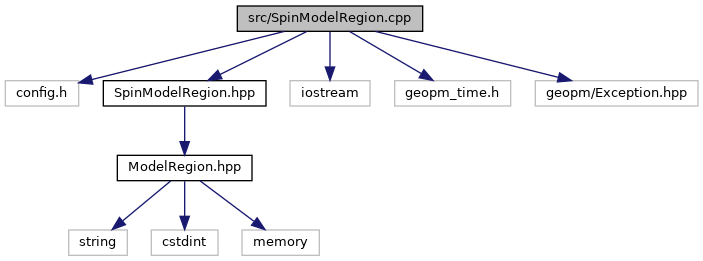 src/SpinModelRegion.cpp
config.h
SpinModelRegion.hpp
iostream
geopm_time.h
geopm/Exception.hpp
ModelRegion.hpp
string
cstdint
memory